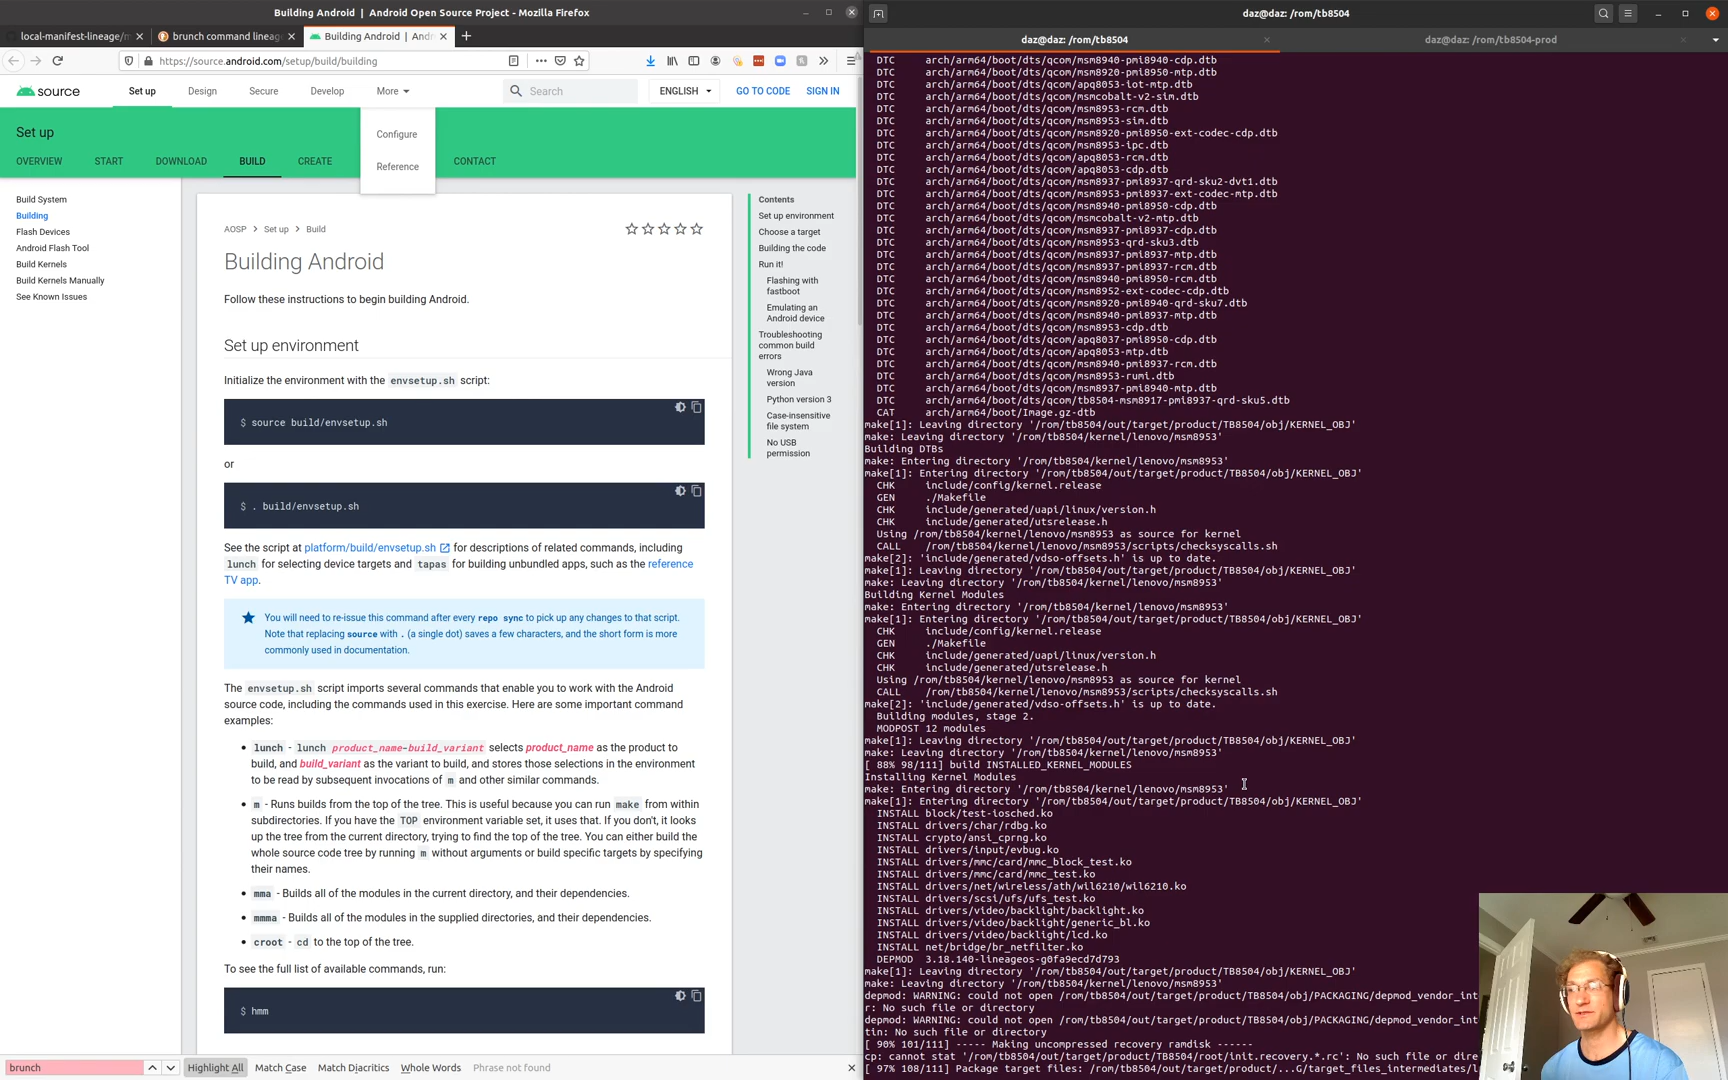 Building Android | Android Open Source Project - Mozilla Firefox
local-manifest-lineage/m
brunch command lineag
Building Android | Andr
https://source.android.com/setup/build/building
source
Set up
Design
Secure
Develop
More
Search
ENGLISH
GO TO CODE
SIGN IN
Configure
Reference
Set up
OVERVIEW
START
DOWNLOAD
BUILD
CREATE
CONTACT
Build System
Building
Flash Devices
Android Flash Tool
Build Kernels
Build Kernels Manually
See Known Issues
AOSP > Set up > Build
Building Android
Follow these instructions to begin building Android.
Set up environment
Initialize the environment with the envsetup.sh script:
$ source build/envsetup.sh
or
$ . build/envsetup.sh
See the script at platform/build/envsetup.sh for descriptions of related commands, including
lunch for selecting device targets and tapas for building unbundled apps, such as the reference
TV app.
You will need to re-issue this command after every repo sync to pick up any changes to that script.
Note that replacing source with . (a single dot) saves a few characters, and the short form is more
commonly used in documentation.
The envsetup.sh script imports several commands that enable you to work with the Android
source code, including the commands used in this exercise. Here are some important command
examples:
• lunch - lunch product_name-build_variant selects product_name as the product to
build, and build_variant as the variant to build, and stores those selections in the environment
to be read by subsequent invocations of m and other similar commands.
• m - Runs builds from the top of the tree. This is useful because you can run make from within
subdirectories. If you have the TOP environment variable set, it uses that. If you don't, it looks
up the tree from the current directory, trying to find the top of the tree. You can either build the
whole source code tree by running m without arguments or build specific targets by specifying
their names.
• mma - Builds all of the modules in the current directory, and their dependencies.
• mmma - Builds all of the modules in the supplied directories, and their dependencies.
• croot - cd to the top of the tree.
To see the full list of available commands, run:
$ hmm
Contents
Set up environment
Choose a target
Building the code
Run it!
Flashing with
fastboot
Emulating an
Android device
Troubleshooting
common build
errors
Wrong Java
version
Python version 3
Case-insensitive
file system
No USB
permission
brunch
Highlight All
Match Case
Match Diacritics
Whole Words
Phrase not found
daz@daz: /rom/tb8504
daz@daz: /rom/tb8504
daz@daz: /rom/tb8504-prod
DTC arch/arm64/boot/dts/qcom/msm8940-pmi8940-cdp.dtb
DTC arch/arm64/boot/dts/qcom/msm8920-pmi8950-mtp.dtb
DTC arch/arm64/boot/dts/qcom/apq8053-iot-mtp.dtb
DTC arch/arm64/boot/dts/qcom/msmcobalt-v2-sim.dtb
DTC arch/arm64/boot/dts/qcom/msm8953-rcm.dtb
DTC arch/arm64/boot/dts/qcom/msm8953-sim.dtb
DTC arch/arm64/boot/dts/qcom/msm8920-pmi8950-ext-codec-cdp.dtb
DTC arch/arm64/boot/dts/qcom/msm8953-ipc.dtb
DTC arch/arm64/boot/dts/qcom/apq8053-rcm.dtb
DTC arch/arm64/boot/dts/qcom/apq8053-cdp.dtb
DTC arch/arm64/boot/dts/qcom/msm8937-pmi8937-qrd-sku2-dvt1.dtb
DTC arch/arm64/boot/dts/qcom/msm8953-pmi8937-ext-codec-mtp.dtb
DTC arch/arm64/boot/dts/qcom/msm8940-pmi8950-cdp.dtb
DTC arch/arm64/boot/dts/qcom/msmcobalt-v2-mtp.dtb
DTC arch/arm64/boot/dts/qcom/msm8937-pmi8937-cdp.dtb
DTC arch/arm64/boot/dts/qcom/msm8953-qrd-sku3.dtb
DTC arch/arm64/boot/dts/qcom/msm8937-pmi8937-mtp.dtb
DTC arch/arm64/boot/dts/qcom/msm8937-pmi8937-rcm.dtb
DTC arch/arm64/boot/dts/qcom/msm8940-pmi8950-rcm.dtb
DTC arch/arm64/boot/dts/qcom/msm8952-ext-codec-cdp.dtb
DTC arch/arm64/boot/dts/qcom/msm8920-pmi8940-qrd-sku7.dtb
DTC arch/arm64/boot/dts/qcom/msm8940-pmi8937-mtp.dtb
DTC arch/arm64/boot/dts/qcom/msm8953-cdp.dtb
DTC arch/arm64/boot/dts/qcom/apq8037-pmi8950-cdp.dtb
DTC arch/arm64/boot/dts/qcom/apq8053-mtp.dtb
DTC arch/arm64/boot/dts/qcom/msm8940-pmi8937-rcm.dtb
DTC arch/arm64/boot/dts/qcom/msm8953-rumi.dtb
DTC arch/arm64/boot/dts/qcom/msm8937-pmi8940-mtp.dtb
DTC arch/arm64/boot/dts/qcom/tb8504-msm8917-pmi8937-qrd-sku5.dtb
CAT arch/arm64/boot/Image.gz-dtb
make[1]: Leaving directory '/rom/tb8504/out/target/product/TB8504/obj/KERNEL_OBJ'
make: Leaving directory '/rom/tb8504/kernel/lenovo/msm8953'
Building DTBs
make: Entering directory '/rom/tb8504/kernel/lenovo/msm8953'
make[1]: Entering directory '/rom/tb8504/out/target/product/TB8504/obj/KERNEL_OBJ'
CHK include/config/kernel.release
GEN ./Makefile
CHK include/generated/uapi/linux/version.h
CHK include/generated/utsrelease.h
Using /rom/tb8504/kernel/lenovo/msm8953 as source for kernel
CALL /rom/tb8504/kernel/lenovo/msm8953/scripts/checksyscalls.sh
make[2]: 'include/generated/vdso-offsets.h' is up to date.
make[1]: Leaving directory '/rom/tb8504/out/target/product/TB8504/obj/KERNEL_OBJ'
make: Leaving directory '/rom/tb8504/kernel/lenovo/msm8953'
Building Kernel Modules
make: Entering directory '/rom/tb8504/kernel/lenovo/msm8953'
make[1]: Entering directory '/rom/tb8504/out/target/product/TB8504/obj/KERNEL_OBJ'
CHK include/config/kernel.release
GEN ./Makefile
CHK include/generated/uapi/linux/version.h
CHK include/generated/utsrelease.h
Using /rom/tb8504/kernel/lenovo/msm8953 as source for kernel
CALL /rom/tb8504/kernel/lenovo/msm8953/scripts/checksyscalls.sh
make[2]: 'include/generated/vdso-offsets.h' is up to date.
Building modules, stage 2.
MODPOST 12 modules
make[1]: Leaving directory '/rom/tb8504/out/target/product/TB8504/obj/KERNEL_OBJ'
make: Leaving directory '/rom/tb8504/kernel/lenovo/msm8953'
[ 88% 98/111] build INSTALLED_KERNEL_MODULES
Installing Kernel Modules
make: Entering directory '/rom/tb8504/kernel/lenovo/msm8953'
make[1]: Entering directory '/rom/tb8504/out/target/product/TB8504/obj/KERNEL_OBJ'
INSTALL block/test-iosched.ko
INSTALL drivers/char/rdbg.ko
INSTALL crypto/ansi_cprng.ko
INSTALL drivers/input/evbug.ko
INSTALL drivers/mmc/card/mmc_block_test.ko
INSTALL drivers/mmc/card/mmc_test.ko
INSTALL drivers/net/wireless/ath/wil6210/wil6210.ko
INSTALL drivers/scsi/ufs/ufs_test.ko
INSTALL drivers/video/backlight/backlight.ko
INSTALL drivers/video/backlight/generic_bl.ko
INSTALL drivers/video/backlight/lcd.ko
INSTALL net/bridge/br_netfilter.ko
DEPMOD 3.18.140-lineageos-g0fa9ecd7d793
make[1]: Leaving directory '/rom/tb8504/out/target/product/TB8504/obj/KERNEL_OBJ'
make: Leaving directory '/rom/tb8504/kernel/lenovo/msm8953'
depmod: WARNING: could not open /rom/tb8504/out/target/product/TB8504/obj/PACKAGING/depmod_vendor_int
r: No such file or directory
depmod: WARNING: could not open /rom/tb8504/out/target/product/TB8504/obj/PACKAGING/depmod_vendor_int
tin: No such file or directory
[ 90% 101/111] ----- Making uncompressed recovery ramdisk ------
cp: cannot stat '/rom/tb8504/out/target/product/TB8504/root/init.recovery.*.rc': No such file or dire
[ 97% 108/111] Package target files: /rom/tb8504/out/target/product/...G/target_files_intermediates/l